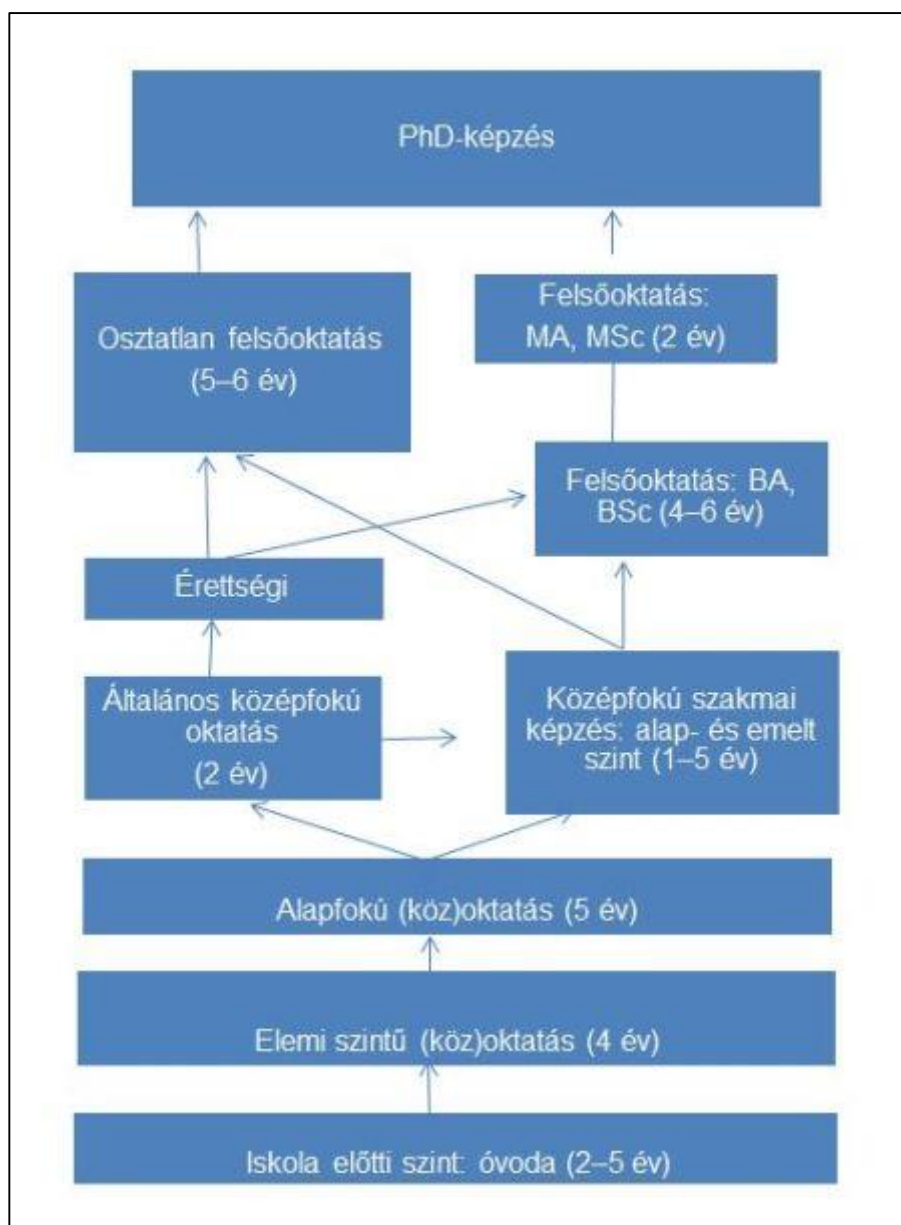 PhD-képzés
Osztatlan felsőoktatás
(5–6 év)
Felsőoktatás:
MA, MSc (2 év)
Felsőoktatás: BA,
BSc (4–6 év)
Érettségi
Általános középfokú
oktatás
(2 év)
Középfokú szakmai
képzés: alap- és emelt
szint (1–5 év)
Alapfokú (köz)oktatás (5 év)
Elemi szintű (köz)oktatás (4 év)
Iskola előtti szint: óvoda (2–5 év)